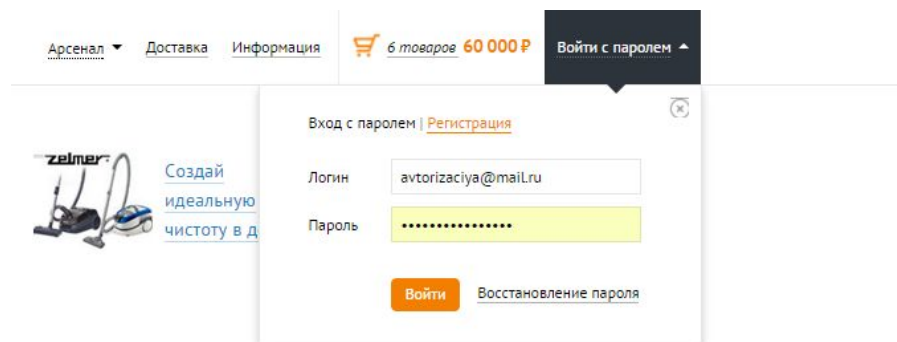 Арсенал Доставка Информация 6 товаров 60 000 ₽ Войти с паролем
Вход с паролем | Регистрация
zelmer
Создай
идеальную
чистоту в д
Логин avtorizaciya@mail.ru
Пароль ••••••••••••••••
Войти Восстановление пароля